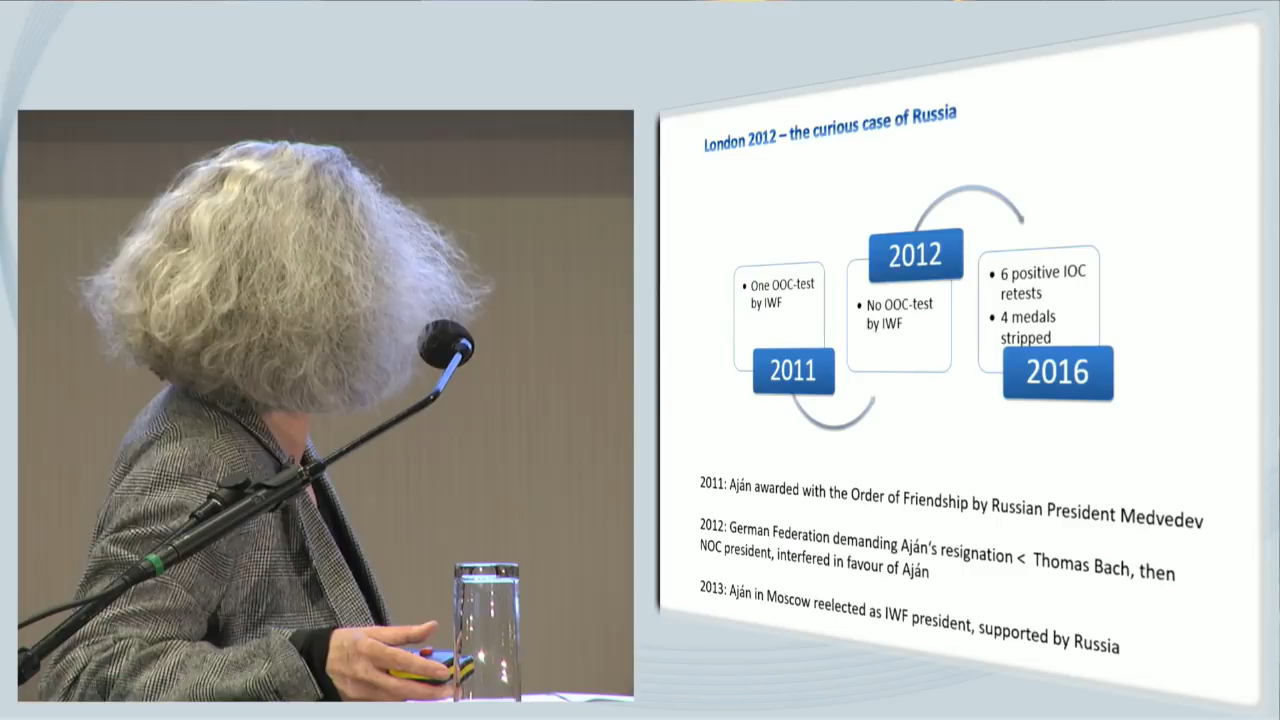 London 2012 – the curious case of Russia
• One OOC-test
by IWF
2011
2012
• No OOC-test
by IWF
• 6 positive IOC
retests
• 4 medals
stripped
2016
2011: Aján awarded with the Order of Friendship by Russian President Medvedev
2012: German Federation demanding Aján‘s resignation < Thomas Bach, then
NOC president, interfered in favour of Aján
2013: Aján in Moscow reelected as IWF president, supported by Russia